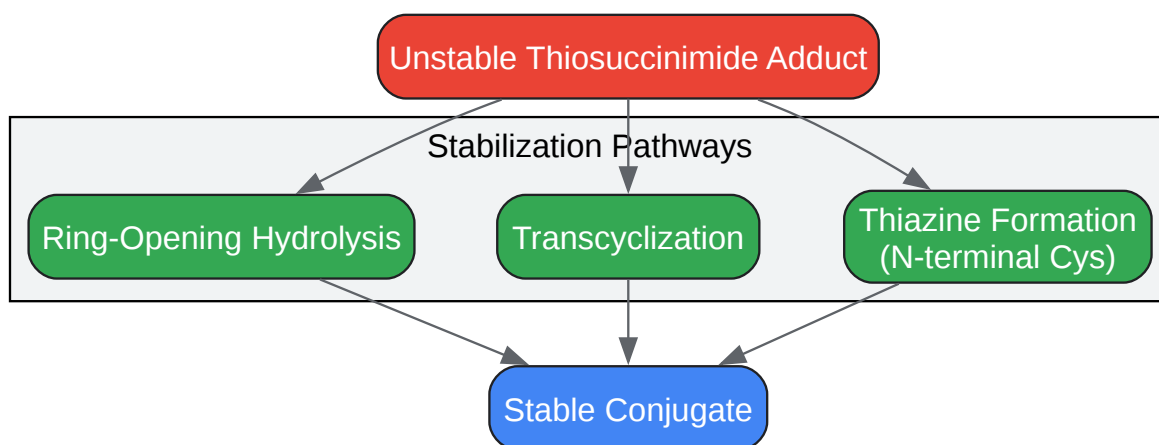 Unstable Thiosuccinimide Adduct
Stabilization Pathways
Ring-Opening Hydrolysis
Transcyclization
Thiazine Formation
(N-terminal Cys)
Stable Conjugate